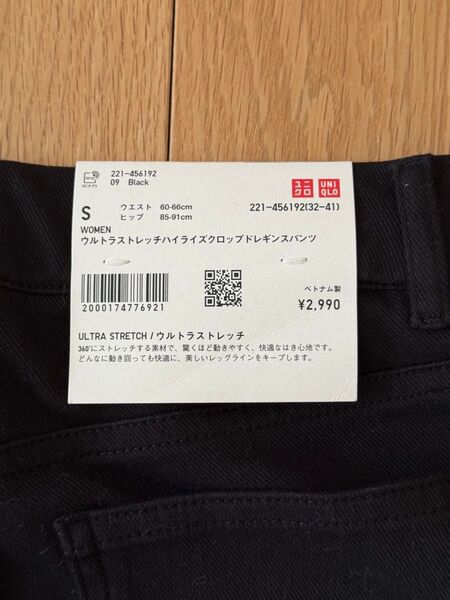 221-456192
09 Black
ユニクロ UNIQLO
S ウエスト 60-66cm
ヒップ 85-91cm
221-456192(32-41)
WOMEN
ウルトラストレッチハイライズクロップドレギンスパンツ
2000174776921
ベトナム製
¥2,990
ULTRA STRETCH / ウルトラストレッチ
360°にストレッチする素材で、驚くほど動きやすく、快適なはき心地です。
どんなに動き回っても快適に、美しいレッグラインをキープします。